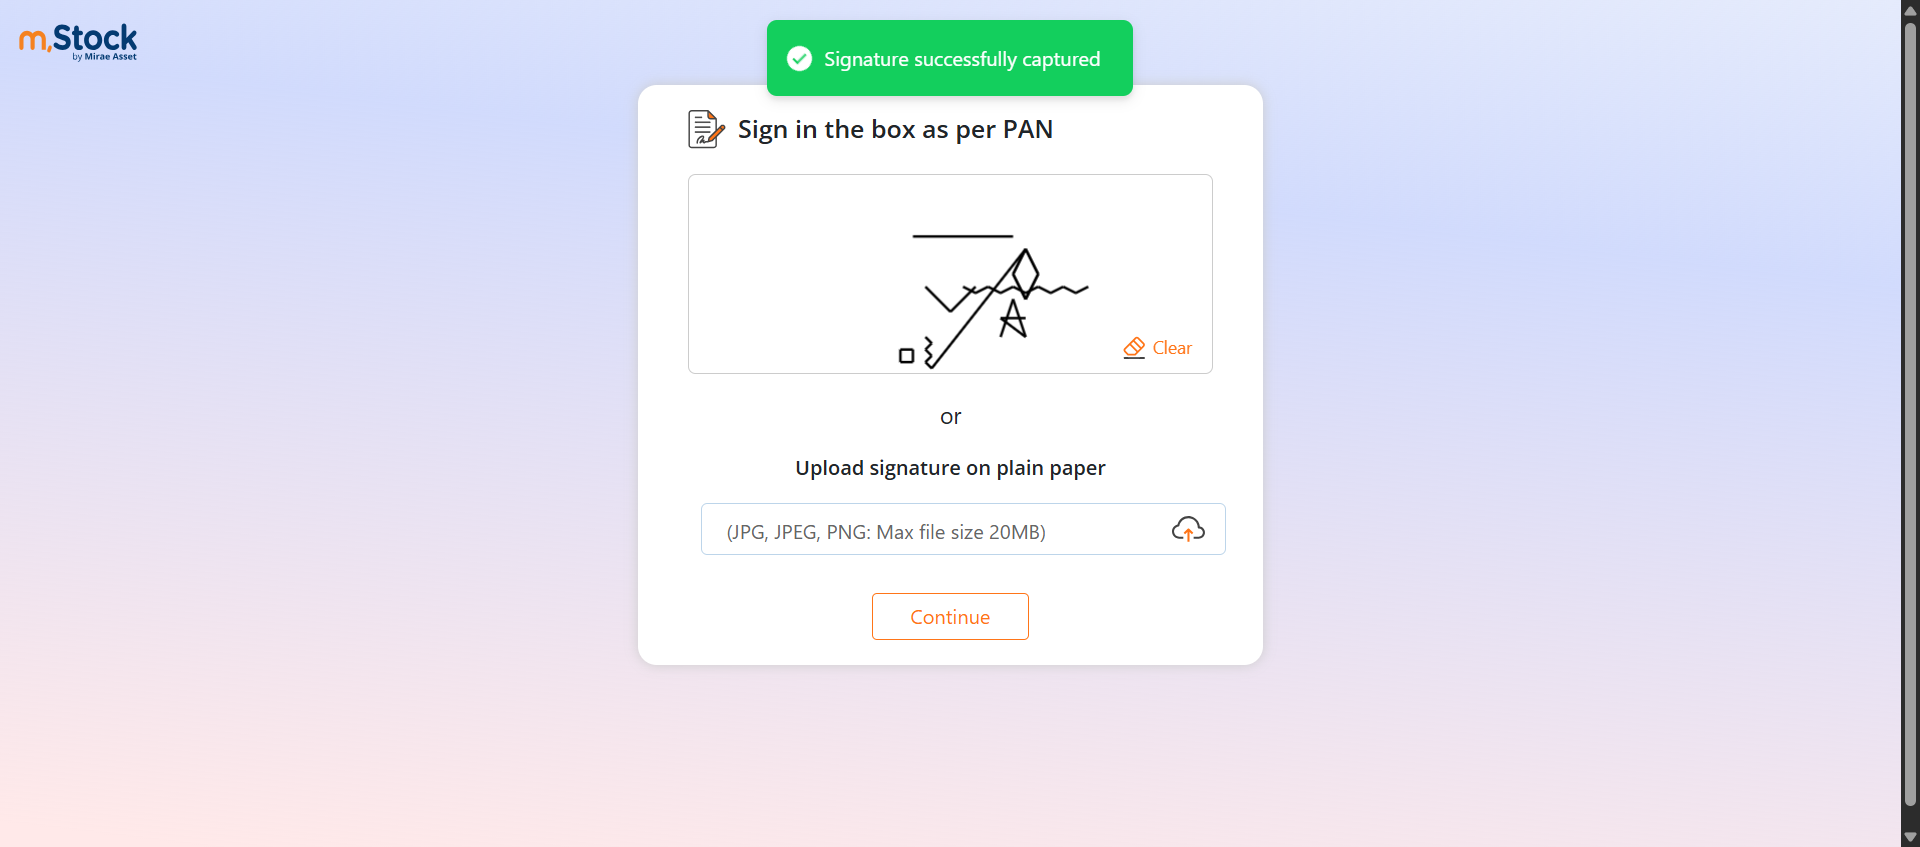 m.Stock
by Mirae Asset
Signature successfully captured
Sign in the box as per PAN
Clear
or
Upload signature on plain paper
(JPG, JPEG, PNG: Max file size 20MB)
Continue